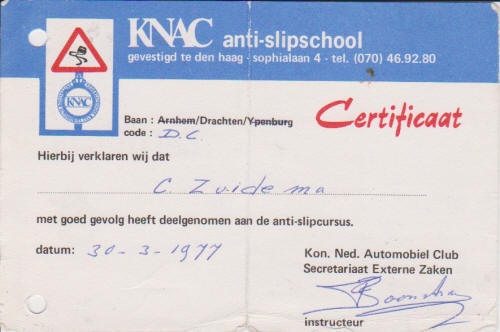 KNAC anti-slipschool
gevestigd te den haag - sophialaan 4 - tel. (070) 46.92.80
KNAC
Baan : Arnhem/Drachten/Ypenburg
code : D.C.
Certificaat
Hierbij verklaren wij dat
C. Zuidema
met goed gevolg heeft deelgenomen aan de anti-slipcursus.
datum: 30-3-1977
Kon. Ned. Automobiel Club
Secretariaat Externe Zaken
instructeur